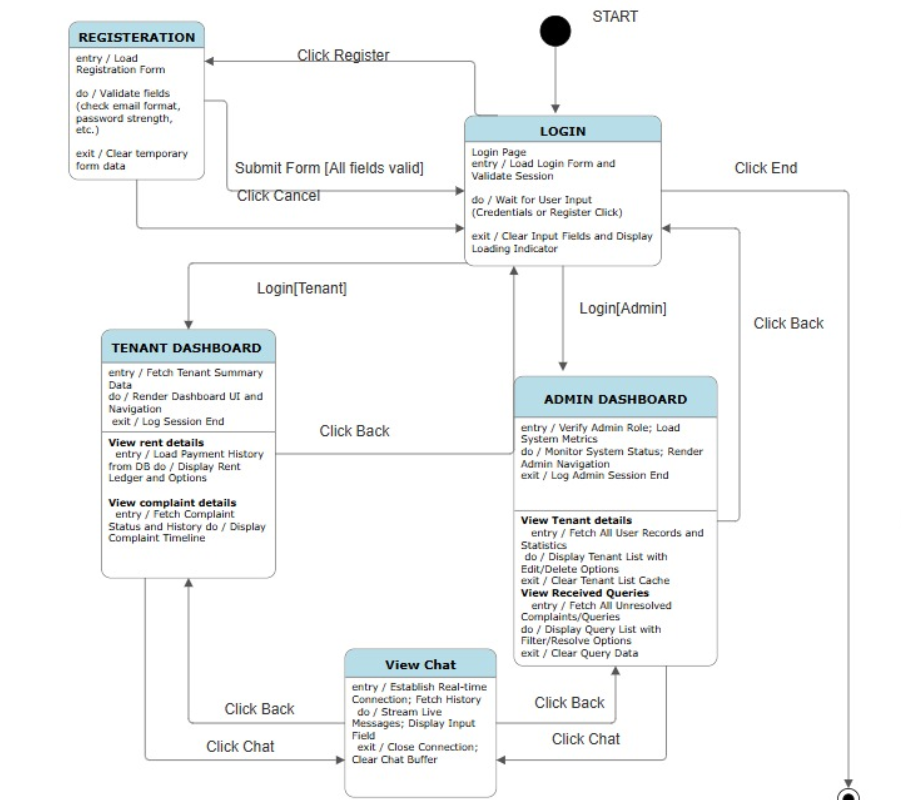 START
REGISTERATION
entry / Load
Registration Form
do / Validate fields
(check email format,
password strength,
etc.)
exit / Clear temporary
form data
Click Register
Submit Form [All fields valid]
Click Cancel
LOGIN
Login Page
entry / Load Login Form and
Validate Session
do / Wait for User Input
(Credentials or Register Click)
exit / Clear Input Fields and Display
Loading Indicator
Click End
Login[Tenant]
Login[Admin]
Click Back
TENANT DASHBOARD
entry / Fetch Tenant Summary
Data
do / Render Dashboard UI and
Navigation
exit / Log Session End
View rent details
entry / Load Payment History
from DB do / Display Rent
Ledger and Options
View complaint details
entry / Fetch Complaint
Status and History do / Display
Complaint Timeline
Click Back
ADMIN DASHBOARD
entry / Verify Admin Role; Load
System Metrics
do / Monitor System Status; Render
Admin Navigation
exit / Log Admin Session End
View Tenant details
entry / Fetch All User Records and
Statistics
do / Display Tenant List with
Edit/Delete Options
exit / Clear Tenant List Cache
View Received Queries
entry / Fetch All Unresolved
Complaints/Queries
do / Display Query List with
Filter/Resolve Options
exit / Clear Query Data
View Chat
entry / Establish Real-time
Connection; Fetch History
do / Stream Live
Messages; Display Input
Field
exit / Close Connection;
Clear Chat Buffer
Click Back
Click Chat
Click Back
Click Chat